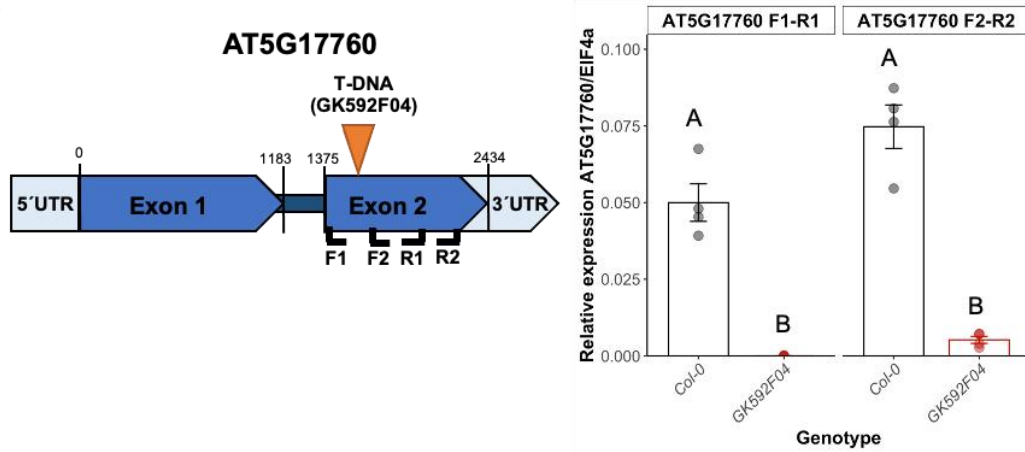 AT5G17760
T-DNA
(GK592F04)
0
1183
1375
2434
5´UTR
Exon 1
Exon 2
3´UTR
F1
F2
R1
R2
AT5G17760 F1-R1
AT5G17760 F2-R2
Relative expression AT5G17760/EIF4a
0.100
0.075
0.050
0.025
0.000
A
B
A
B
Col-0
GK592F04
Col-0
GK592F04
Genotype